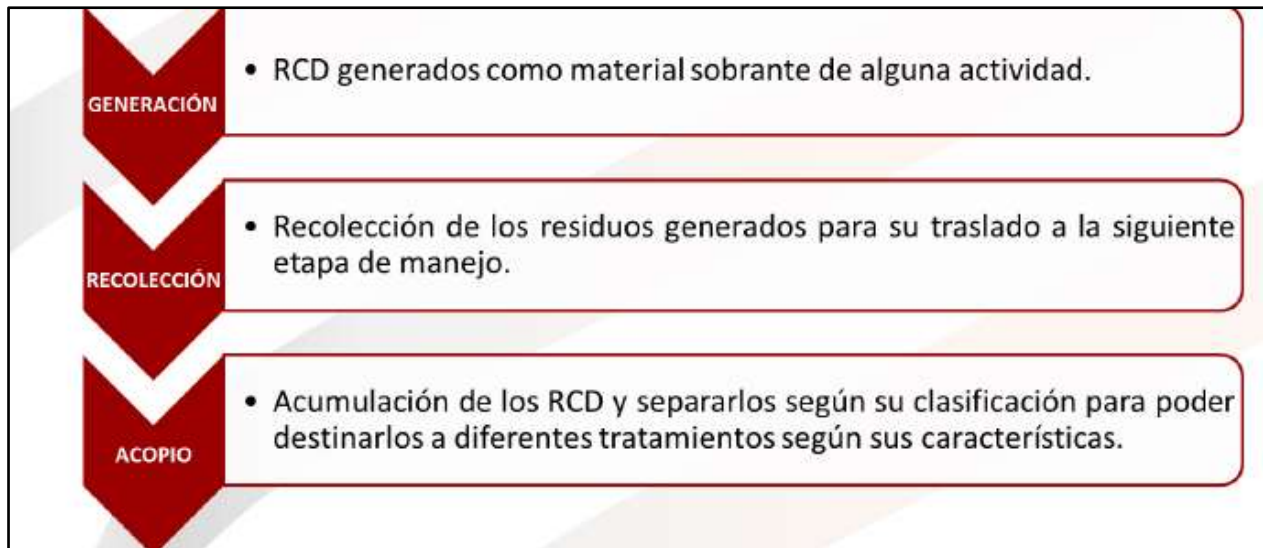 GENERACIÓN
• RCD generados como material sobrante de alguna actividad.
RECOLECCIÓN
• Recolección de los residuos generados para su traslado a la siguiente
etapa de manejo.
ACOPIO
• Acumulación de los RCD y separarlos según su clasificación para poder
destinarlos a diferentes tratamientos según sus características.